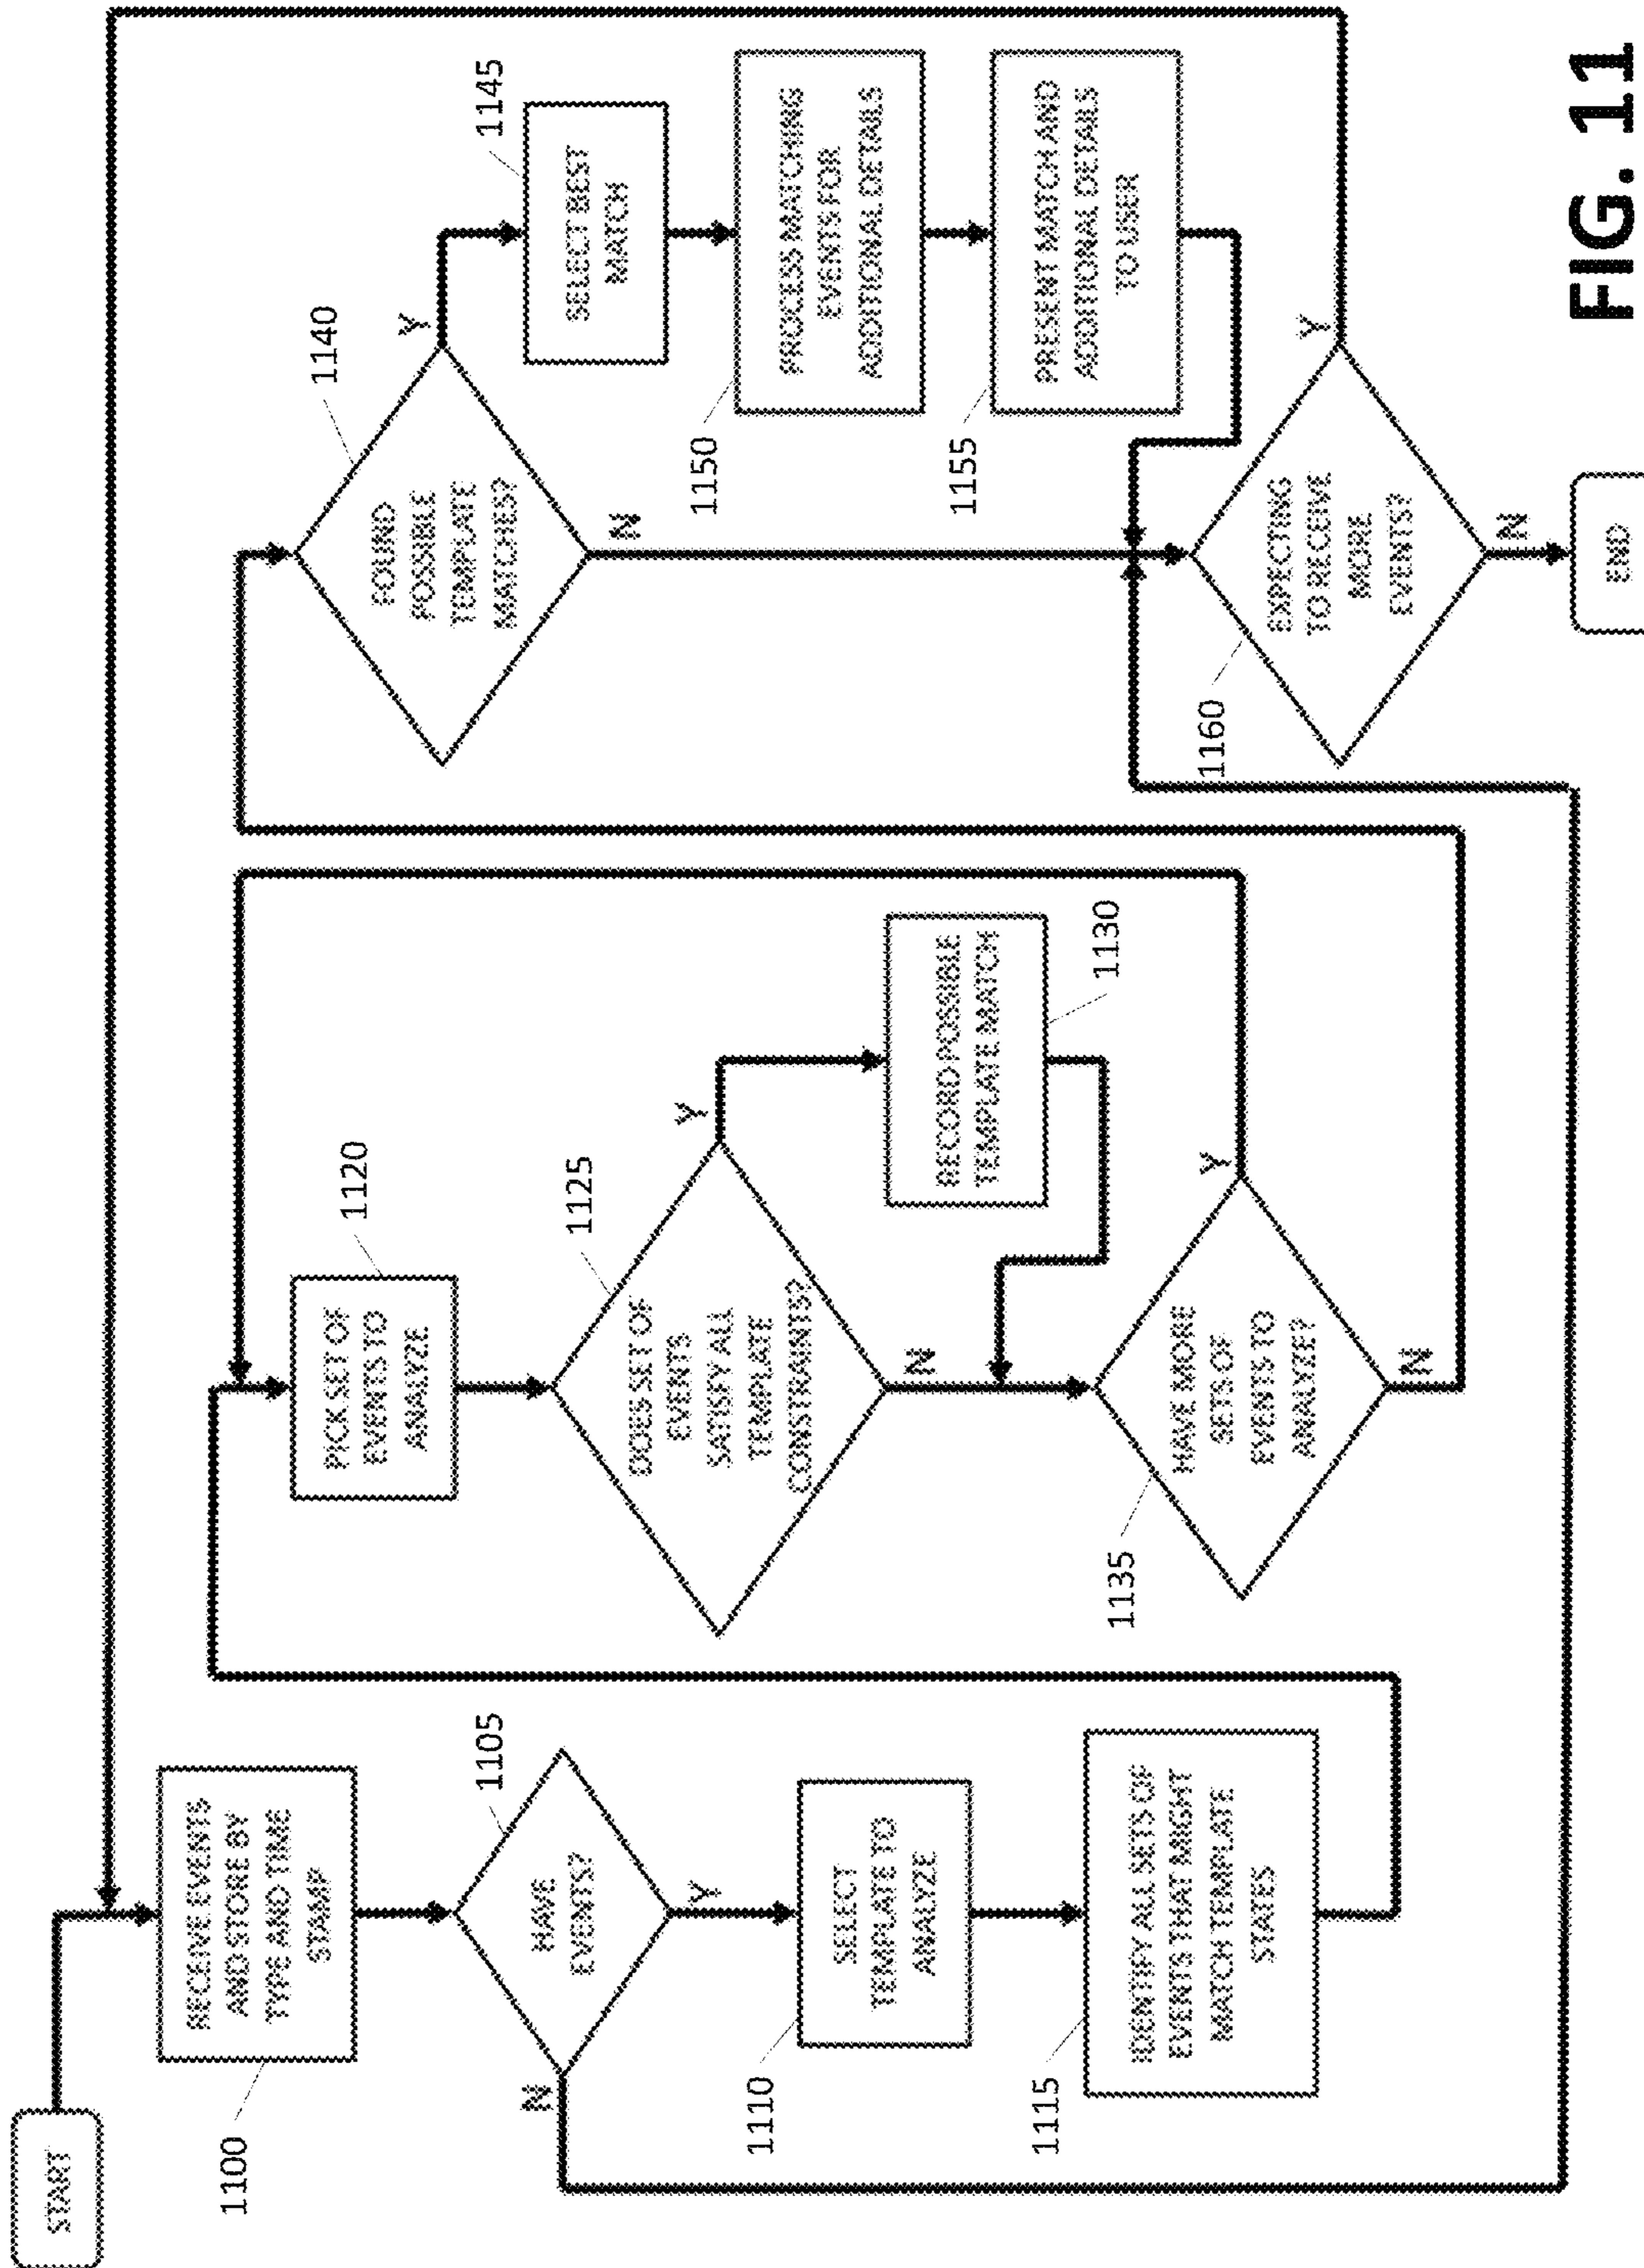 START
1100
RECEIVE EVENTS
AND STORE BY
TYPE AND TIME
STAMP
1105
HAVE
EVENTS?
N
Y
1110
SELECT
TEMPLATE TO
ANALYZE
1115
IDENTIFY ALL SETS OF
EVENTS THAT MIGHT
MATCH TEMPLATE
STATES
1120
PICK SET OF
EVENTS TO
ANALYZE
1125
DOES SET OF
EVENTS
SATISFY ALL
TEMPLATE
CONSTRAINTS?
Y
N
1130
RECORD POSSIBLE
TEMPLATE MATCH
1135
HAVE MORE
SETS OF
EVENTS TO
ANALYZE?
Y
N
1140
FOUND
POSSIBLE
TEMPLATE
MATCHES?
Y
N
1145
SELECT BEST
MATCH
1150
PROCESS MATCHING
EVENTS FOR
ADDITIONAL DETAILS
1155
PRESENT MATCH AND
ADDITIONAL DETAILS
TO USER
1160
EXPECTING
TO RECEIVE
MORE
EVENTS?
Y
N
END
FIG. 11